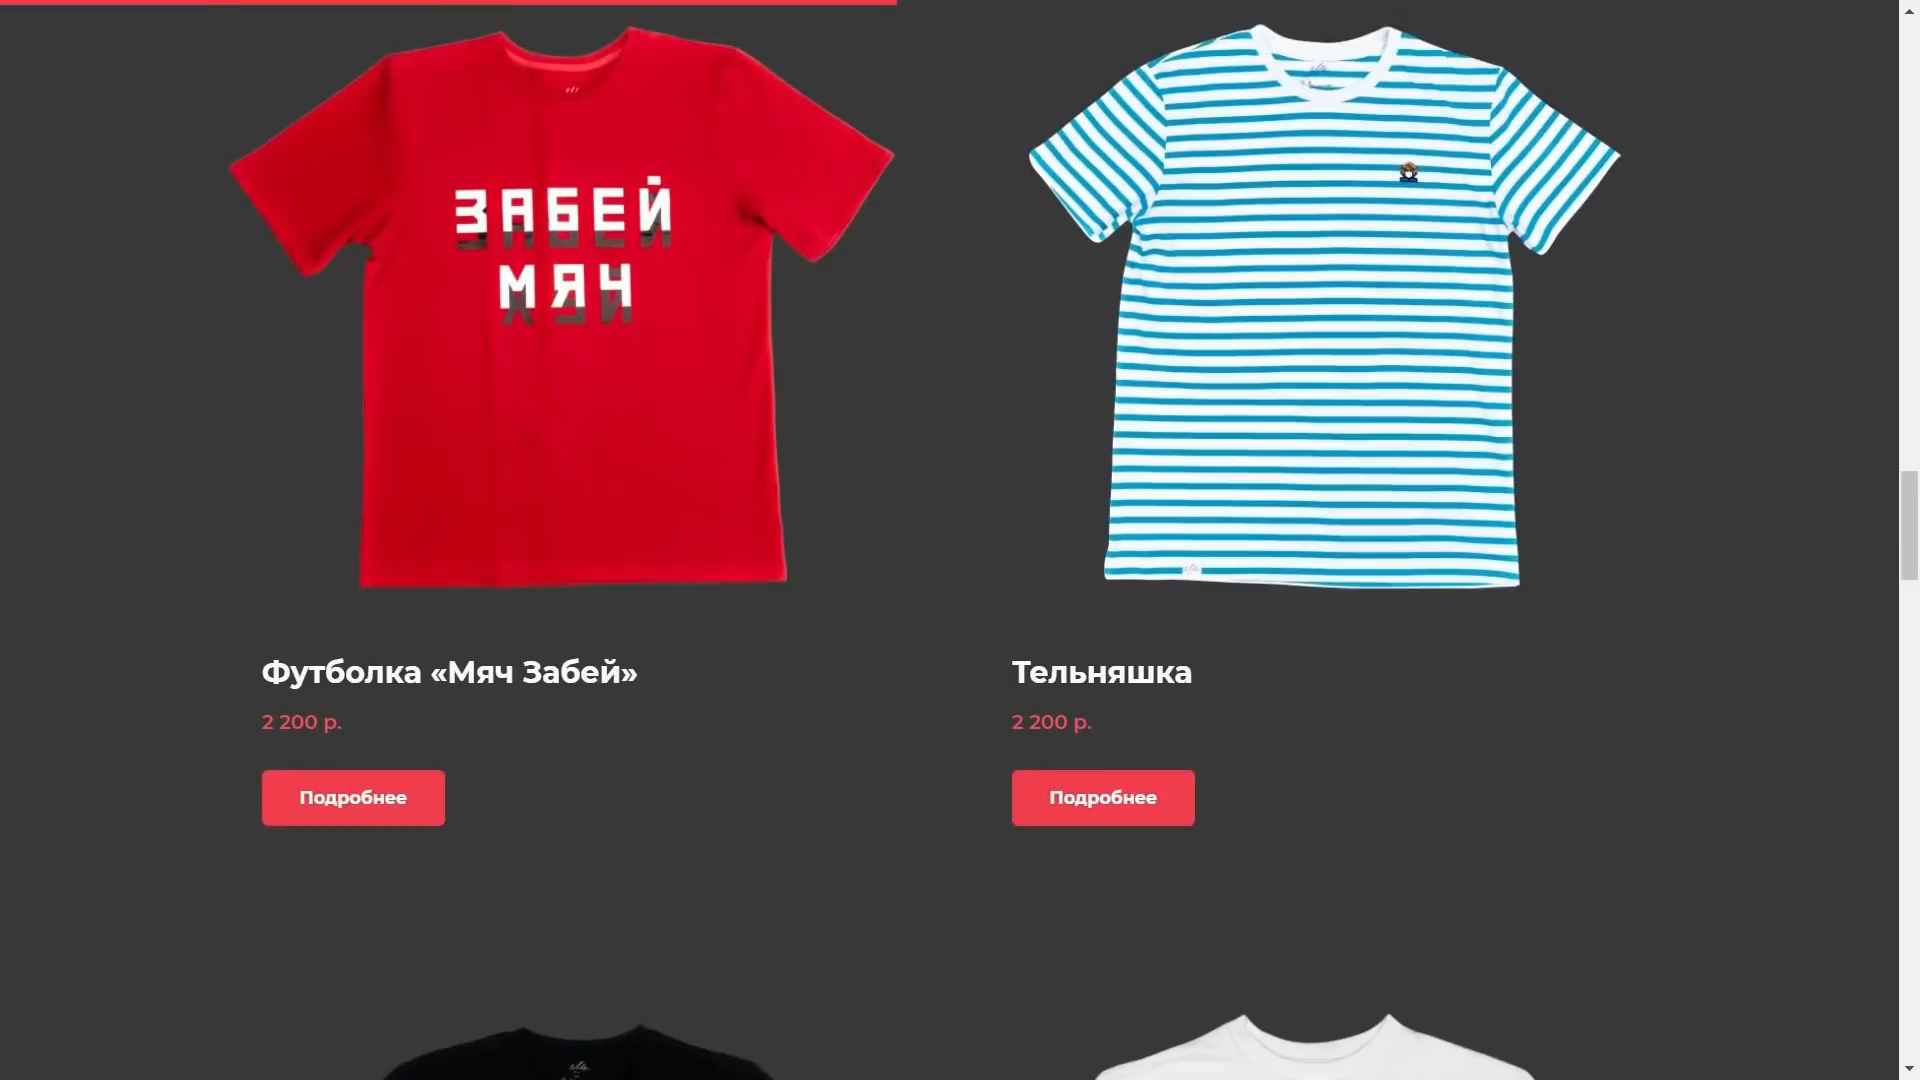 ЗАБЕЙ
МЯЧ
Футболка «Мяч Забей»
Тельняшка
2 200 р.
2 200 р.
Подробнее
Подробнее